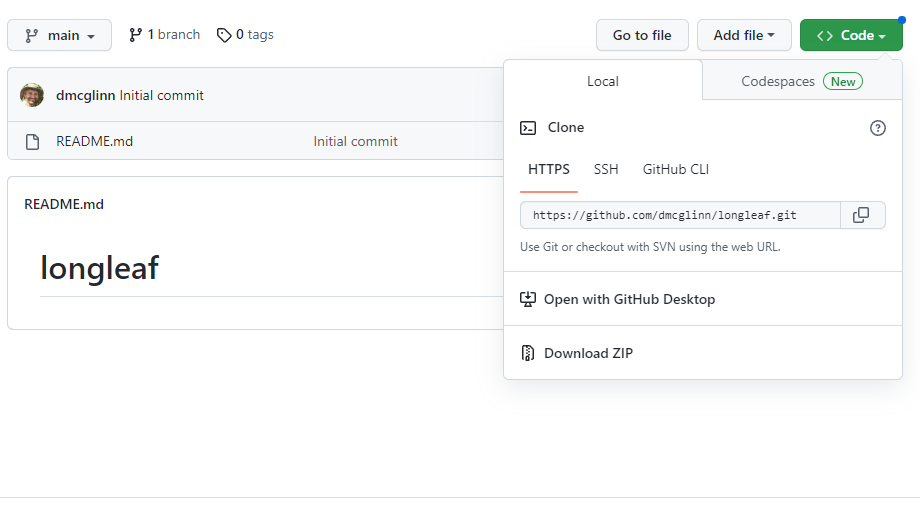 main 1 branch 0 tags Go to file Add file Code
Local Codespaces New
dmcglinn Initial commit
README.md Initial commit
README.md
longleaf
Clone
HTTPS SSH GitHub CLI
https://github.com/dmcglinn/longleaf.git
Use Git or checkout with SVN using the web URL.
Open with GitHub Desktop
Download ZIP